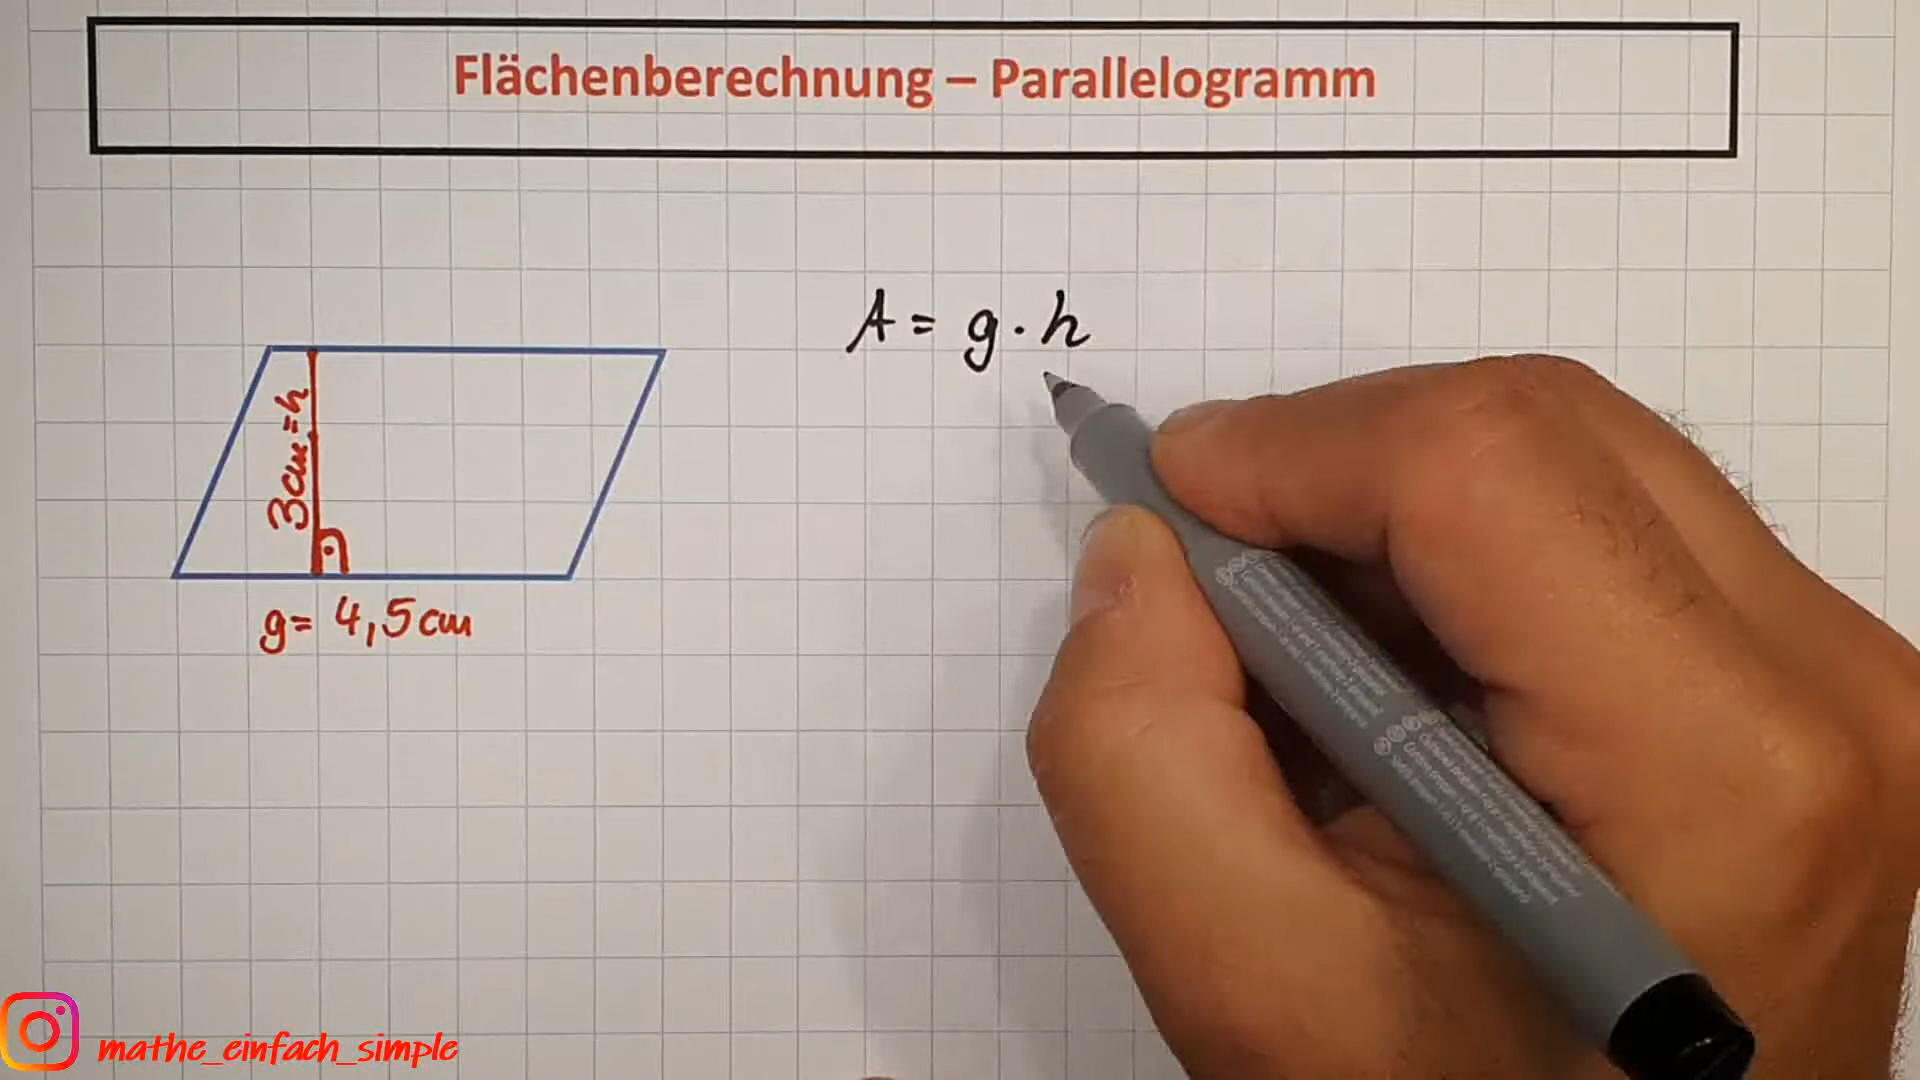 Flächenberechnung – Parallelogramm
A = g · h
3cm = h
g = 4,5cm
mathe_einfach_simple